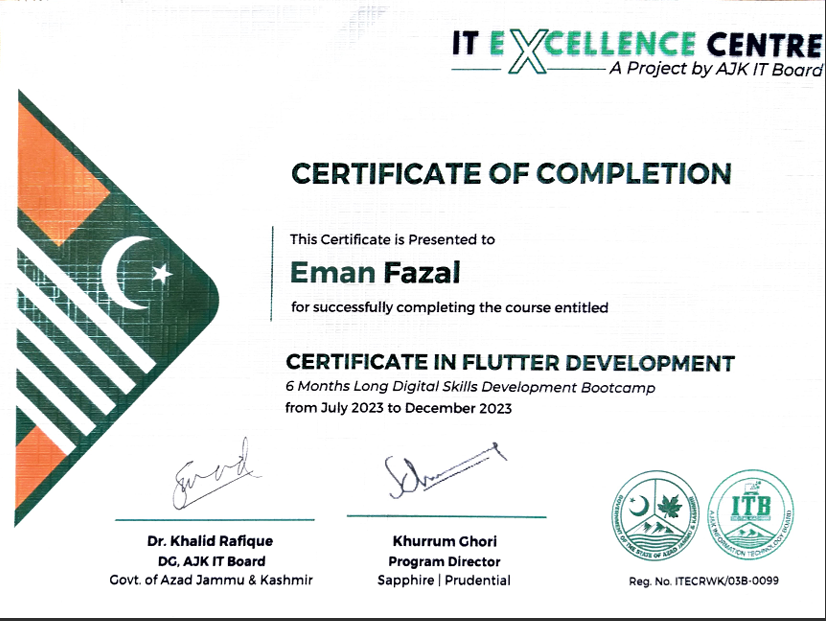 IT EXCELLENCE CENTRE
A Project by AJK IT Board
CERTIFICATE OF COMPLETION
This Certificate is Presented to
Eman Fazal
for successfully completing the course entitled
CERTIFICATE IN FLUTTER DEVELOPMENT
6 Months Long Digital Skills Development Bootcamp
from July 2023 to December 2023
Dr. Khalid Rafique
DG, AJK IT Board
Govt. of Azad Jammu & Kashmir
Khurrum Ghori
Program Director
Sapphire | Prudential
GOVERNMENT OF THE STATE OF AZAD JAMMU & KASHMIR
ITB
AJ&K INFORMATION TECHNOLOGY BOARD
Reg. No. ITECRWK/03B-0099